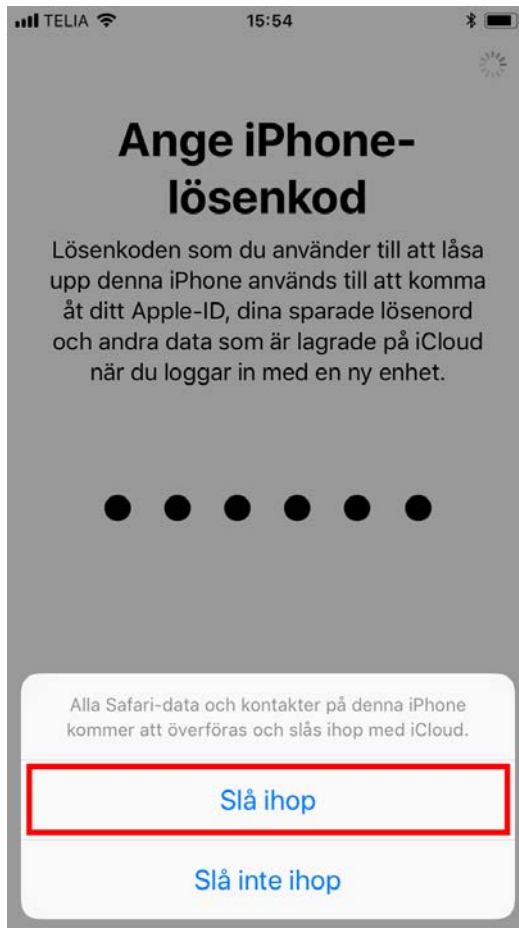 TELIA 15:54
Ange iPhone-
lösenkod
Lösenkoden som du använder till att låsa
upp denna iPhone används till att komma
åt ditt Apple-ID, dina sparade lösenord
och andra data som är lagrade på iCloud
när du loggar in med en ny enhet.
Alla Safari-data och kontakter på denna iPhone
kommer att överföras och slås ihop med iCloud.
Slå ihop
Slå inte ihop